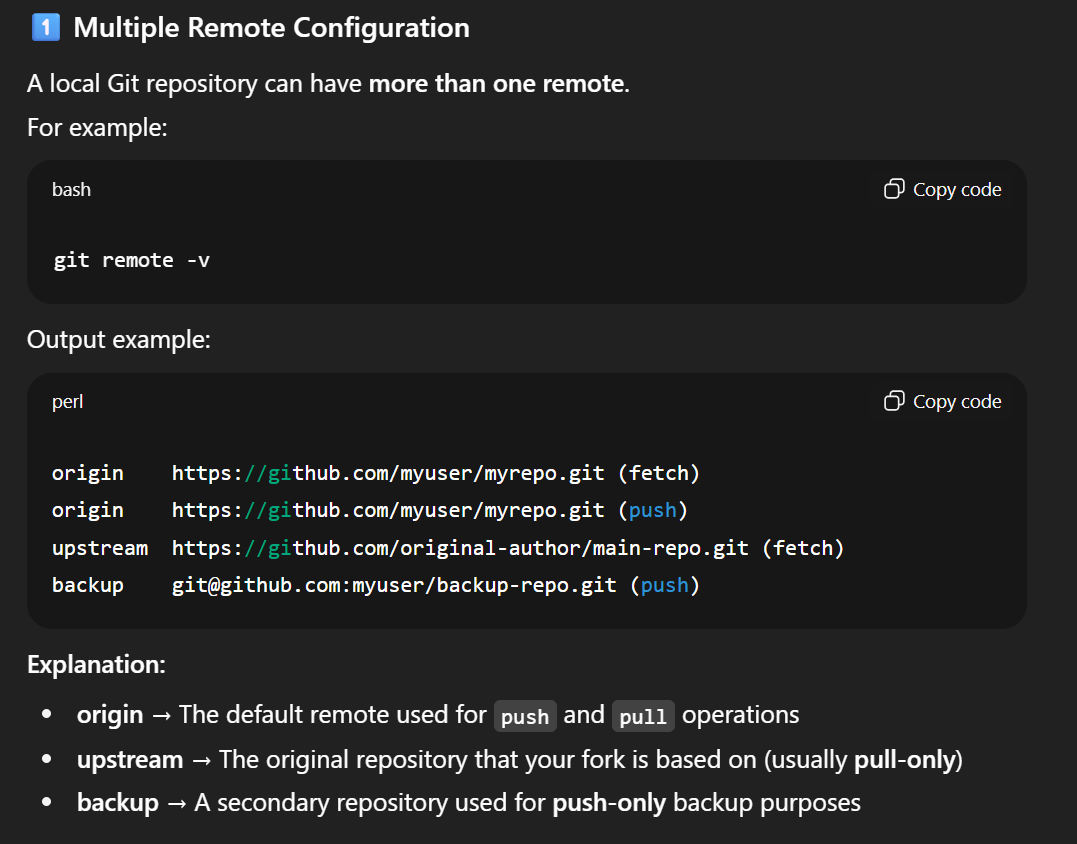 1 Multiple Remote Configuration
A local Git repository can have more than one remote.
For example:
bash
Copy code
git remote -v
Output example:
perl
Copy code
origin    https://github.com/myuser/myrepo.git (fetch)
origin    https://github.com/myuser/myrepo.git (push)
upstream  https://github.com/original-author/main-repo.git (fetch)
backup    git@github.com:myuser/backup-repo.git (push)
Explanation:
• origin → The default remote used for push and pull operations
• upstream → The original repository that your fork is based on (usually pull-only)
• backup → A secondary repository used for push-only backup purposes